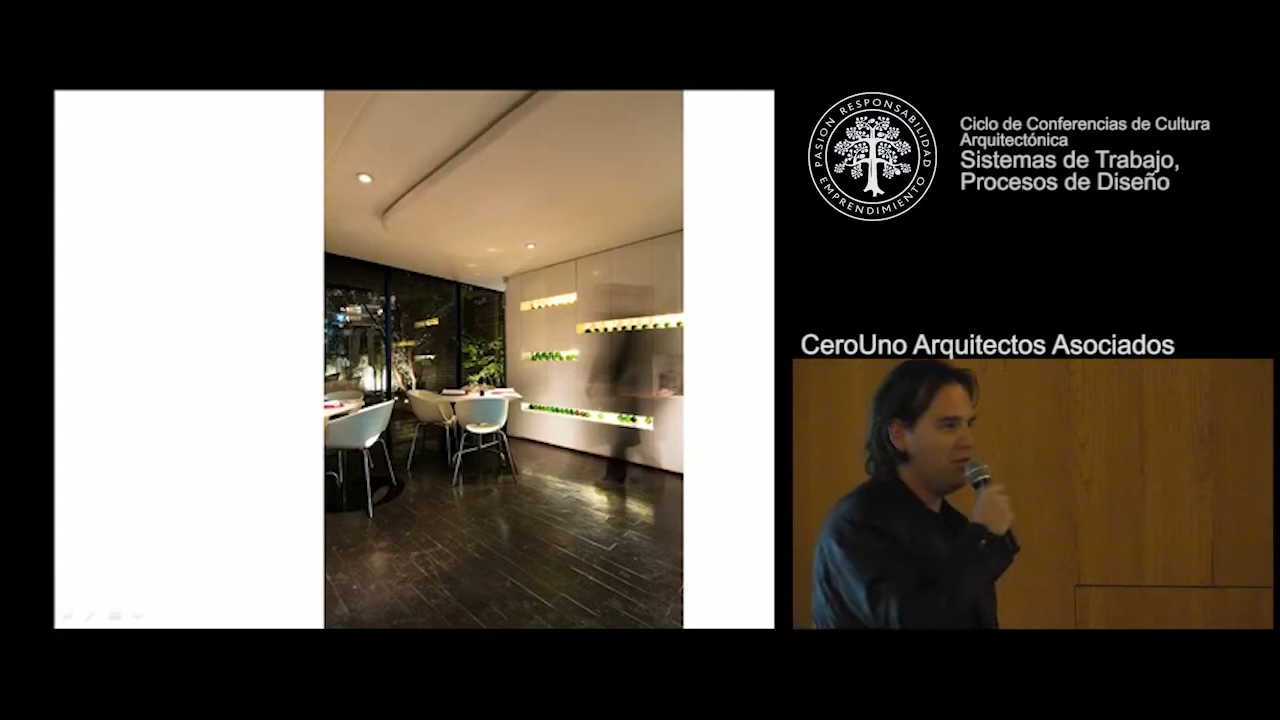 PASION RESPONSABILIDAD
EMPRENDIMIENTO
Ciclo de Conferencias de Cultura
Arquitectónica
Sistemas de Trabajo,
Procesos de Diseño
CeroUno Arquitectos Asociados